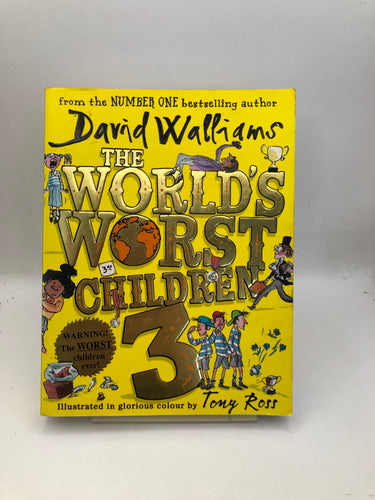 from the NUMBER ONE bestselling author
David Walliams
THE
WORLD'S
WORST
3rd
CHILDREN
3
WARNING!
The WORST
children
ever!
Illustrated in glorious colour by Tony Ross